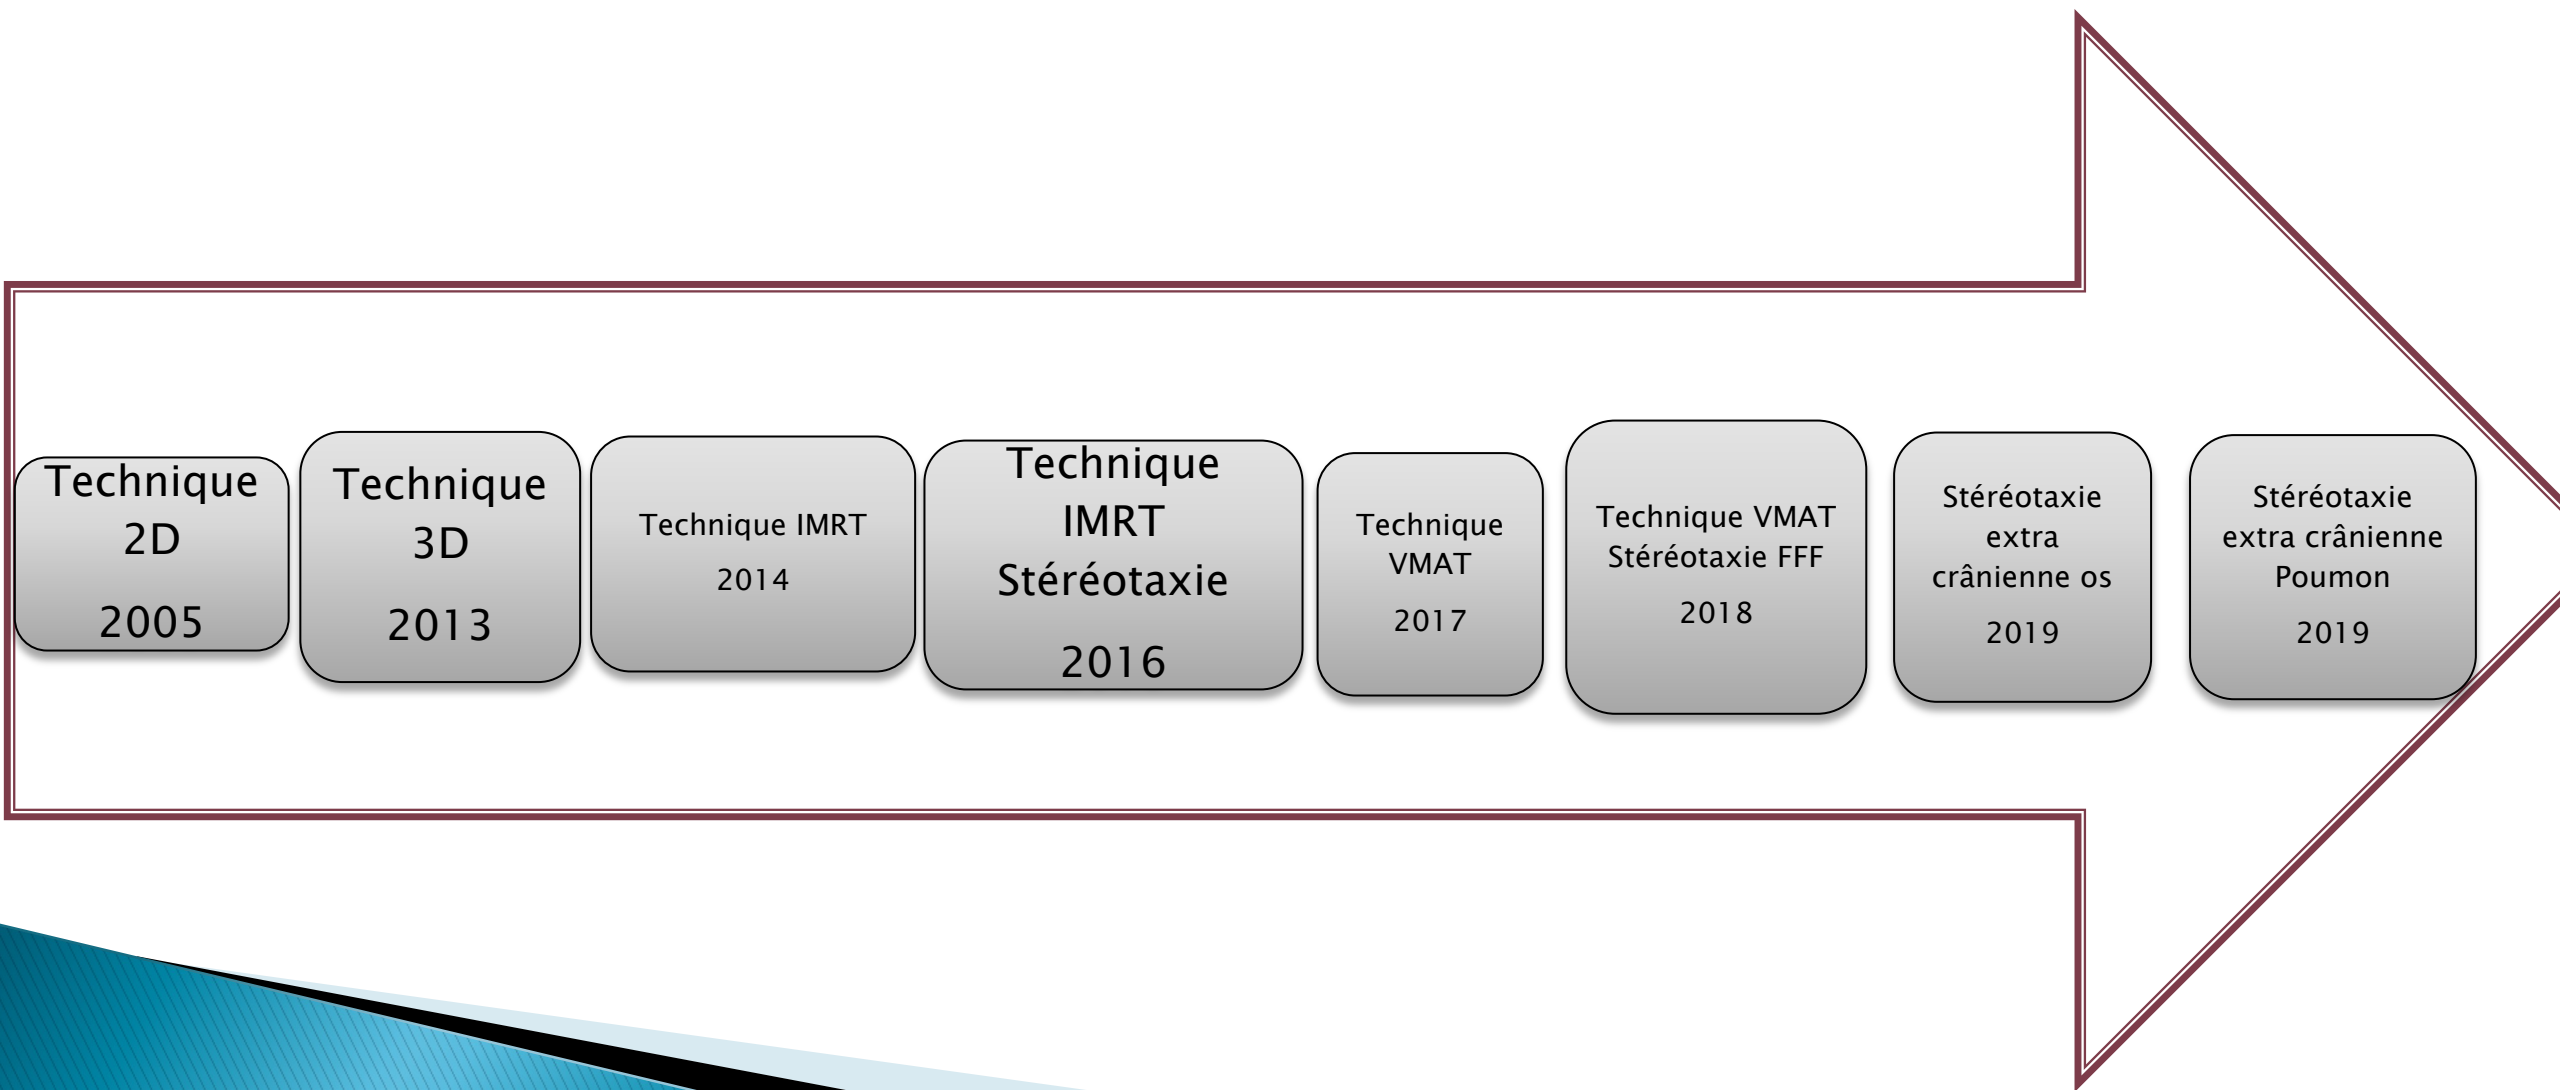 Technique
2D
2005
Technique
3D
2013
Technique IMRT
2014
Technique
IMRT
Stéréotaxie
2016
Technique
VMAT
2017
Technique VMAT
Stéréotaxie FFF
2018
Stéréotaxie
extra
crânienne os
2019
Stéréotaxie
extra crânienne
Poumon
2019